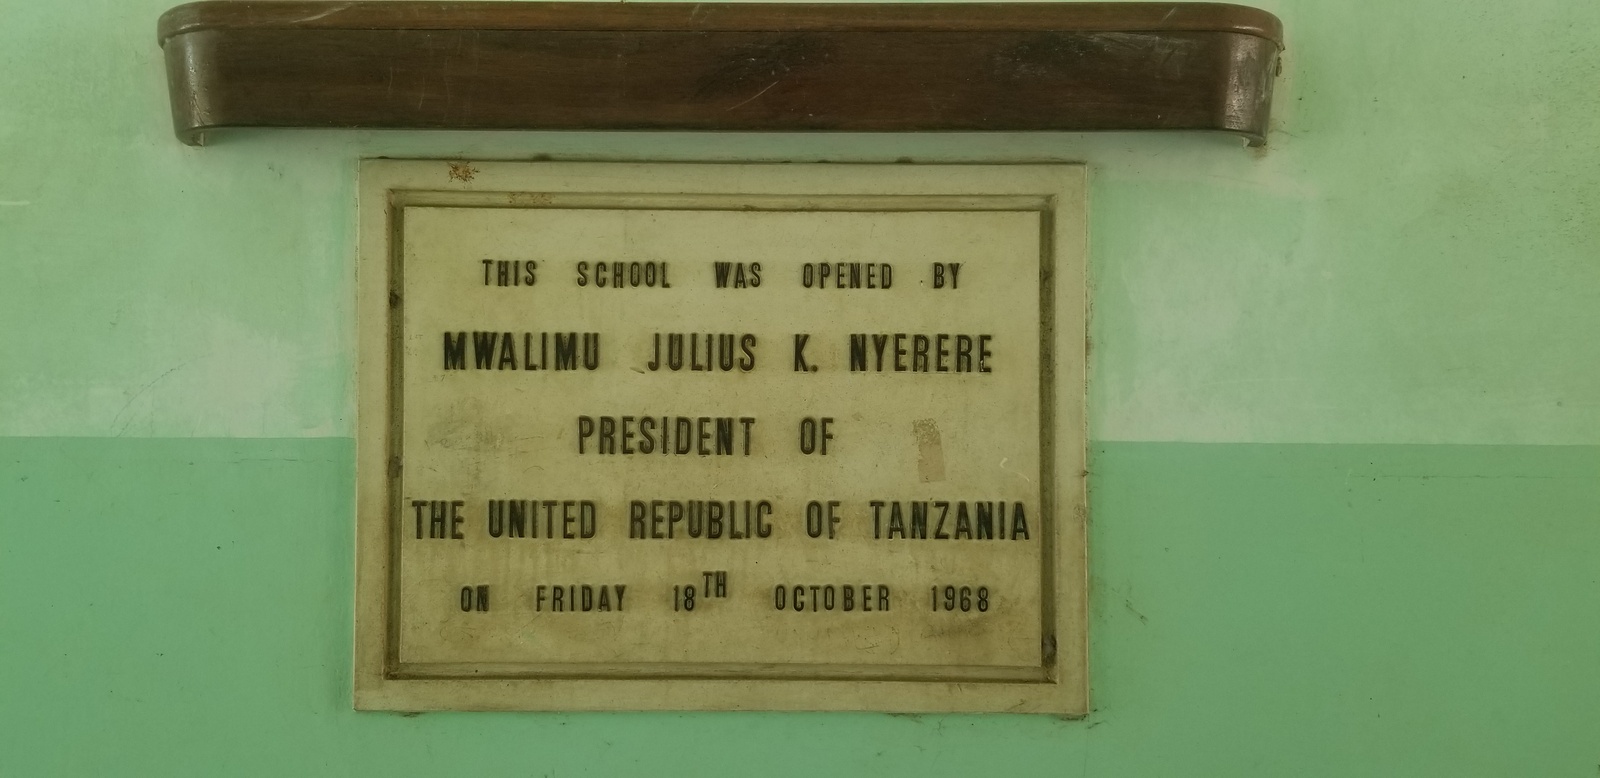 THIS SCHOOL WAS OPENED BY
MWALIMU JULIUS K. NYERERE
PRESIDENT OF
THE UNITED REPUBLIC OF TANZANIA
ON FRIDAY 18TH OCTOBER 1968